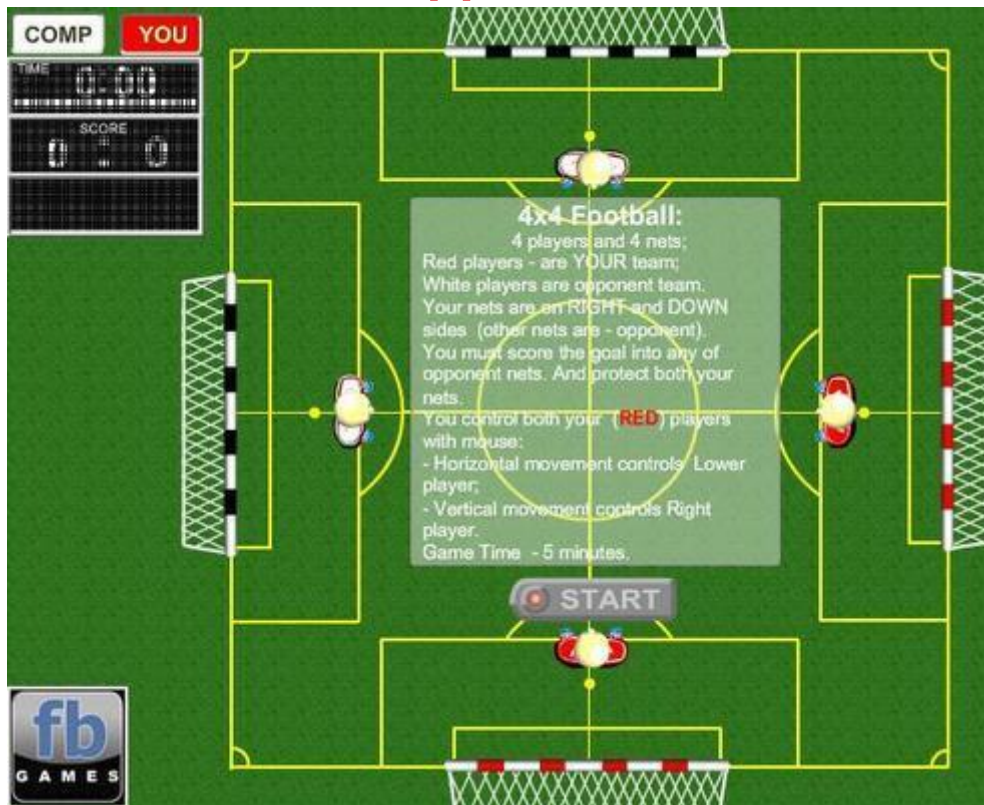 COMP YOU
TIME
0:00
SCORE
0 : 0
4x4 Football:
4 players and 4 nets;
Red players - are YOUR team;
White players are opponent team.
Your nets are on RIGHT and DOWN
sides (other nets are - opponent).
You must score the goal into any of
opponent nets. And protect both your
nets.
You control both your (RED) players
with mouse:
- Horizontal movement controls Lower
player;
- Vertical movement controls Right
player.
Game Time - 5 minutes.
START
fb
GAMES